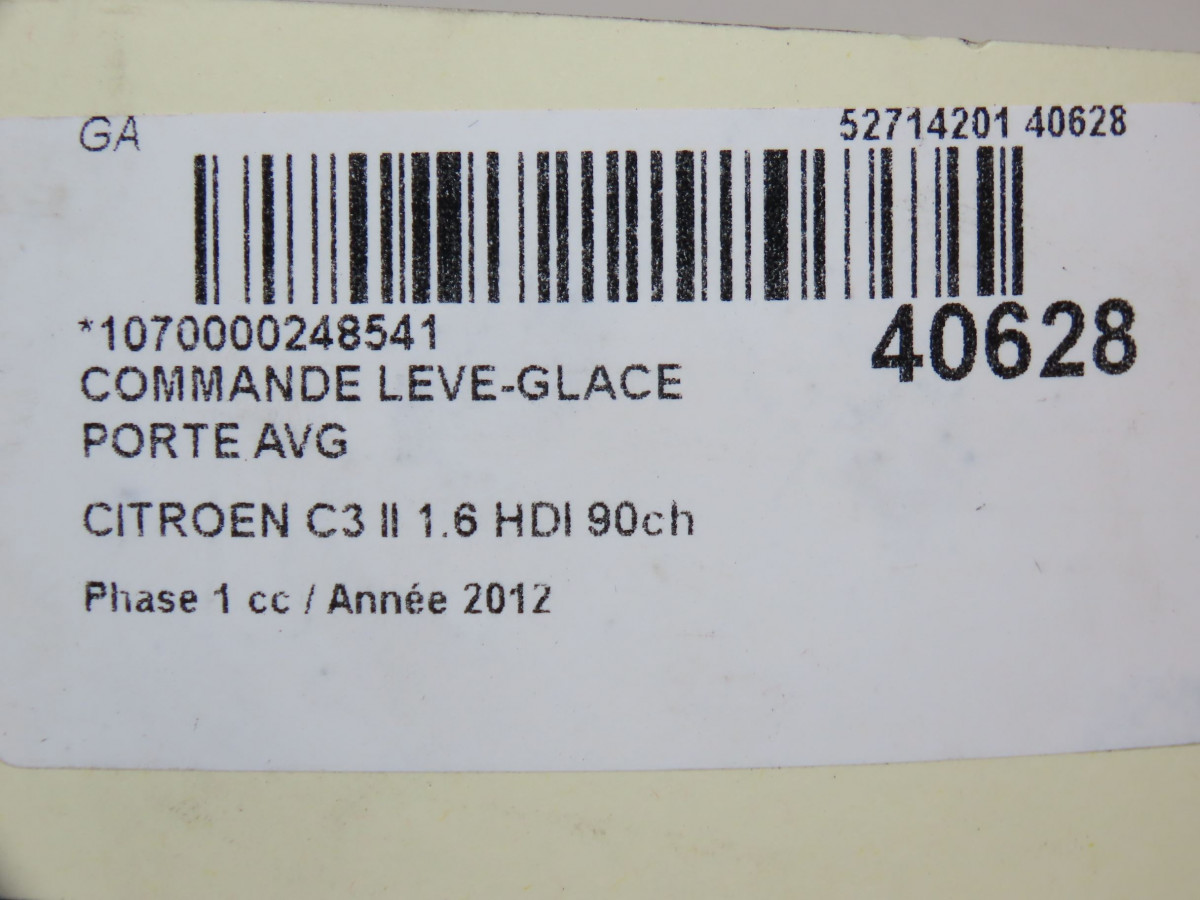 GA 52714201 40628
*1070000248541 40628
COMMANDE LEVE-GLACE
PORTE AVG
CITROEN C3 II 1.6 HDI 90ch
Phase 1 cc / Année 2012